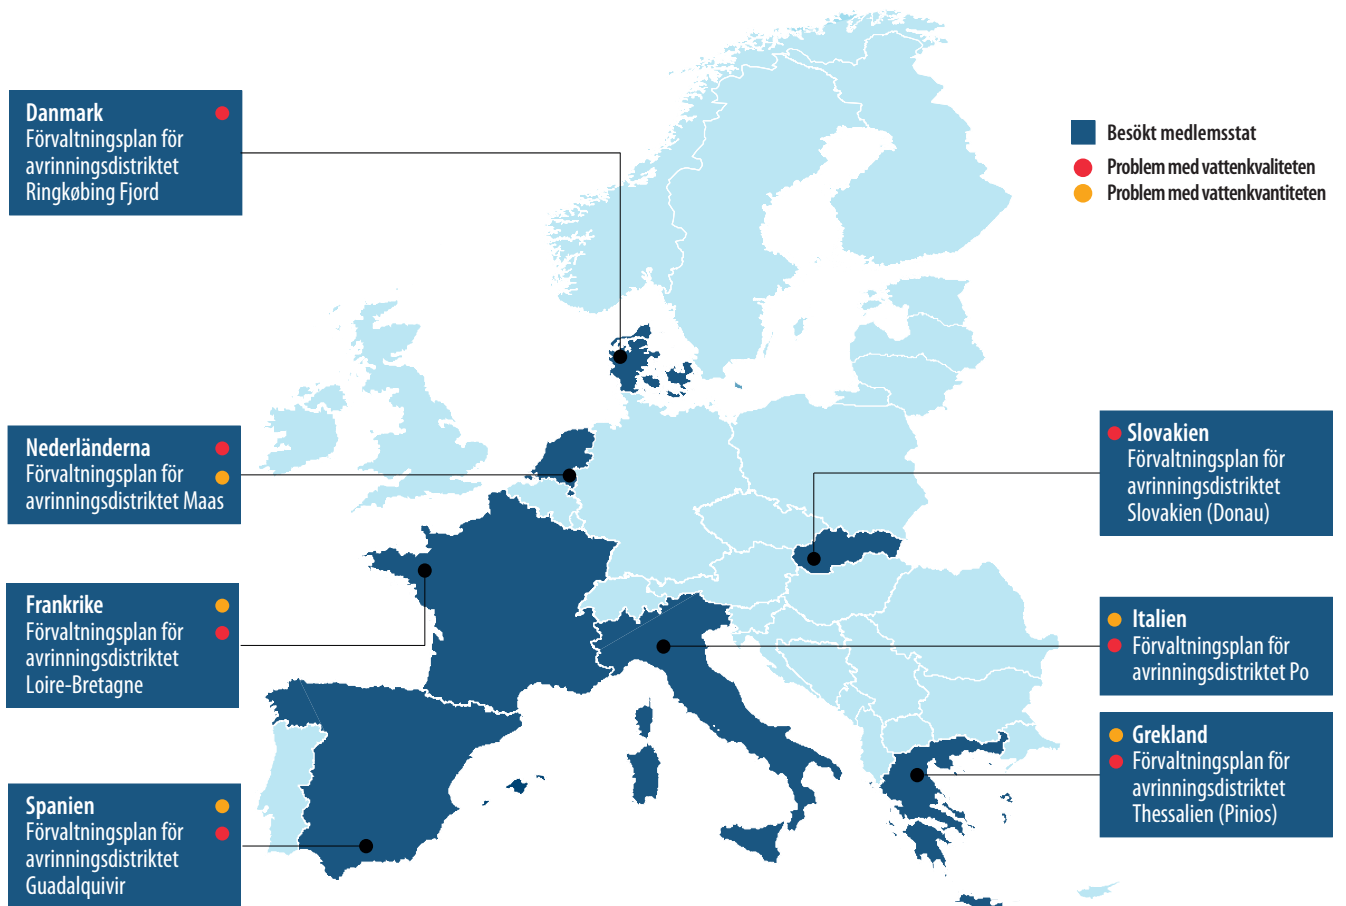 Danmark
Förvaltningsplan för
avrinningsdistriktet
Ringkøbing Fjord
Besökt medlemsstat
Problem med vattenkvaliteten
Problem med vattenkvantiteten
Nederländerna
Förvaltningsplan för
avrinningsdistriktet Maas
Slovakien
Förvaltningsplan för
avrinningsdistriktet
Slovakien (Donau)
Frankrike
Förvaltningsplan för
avrinningsdistriktet
Loire-Bretagne
Italien
Förvaltningsplan för
avrinningsdistriktet Po
Grekland
Förvaltningsplan för
avrinningsdistriktet
Thessalien (Pinios)
Spanien
Förvaltningsplan för
avrinningsdistriktet
Guadalquivir